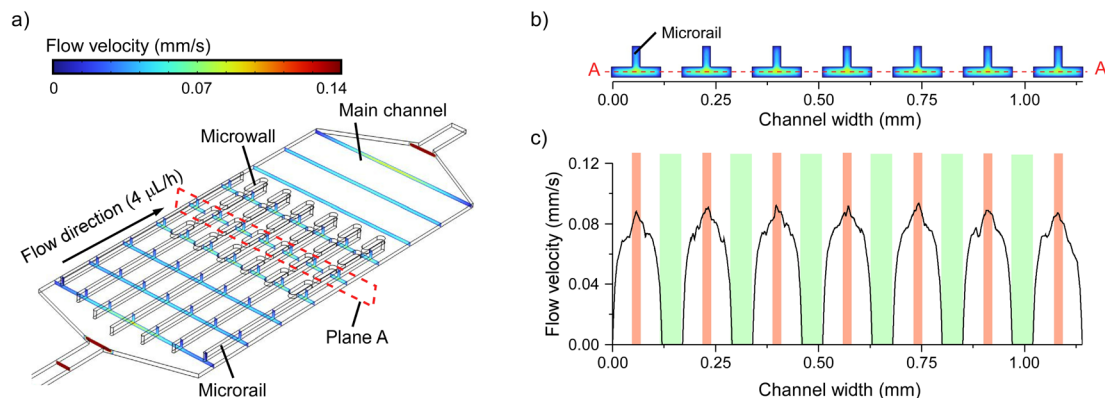 a)
Flow velocity (mm/s)
0 0.07 0.14
Main channel
Microwall
Flow direction (4 µL/h)
Plane A
Microrail
b)
Microrail
A A
0.00 0.25 0.50 0.75 1.00
Channel width (mm)
c)
Flow velocity (mm/s)
0.12
0.08
0.04
0.00
0.00 0.25 0.50 0.75 1.00
Channel width (mm)